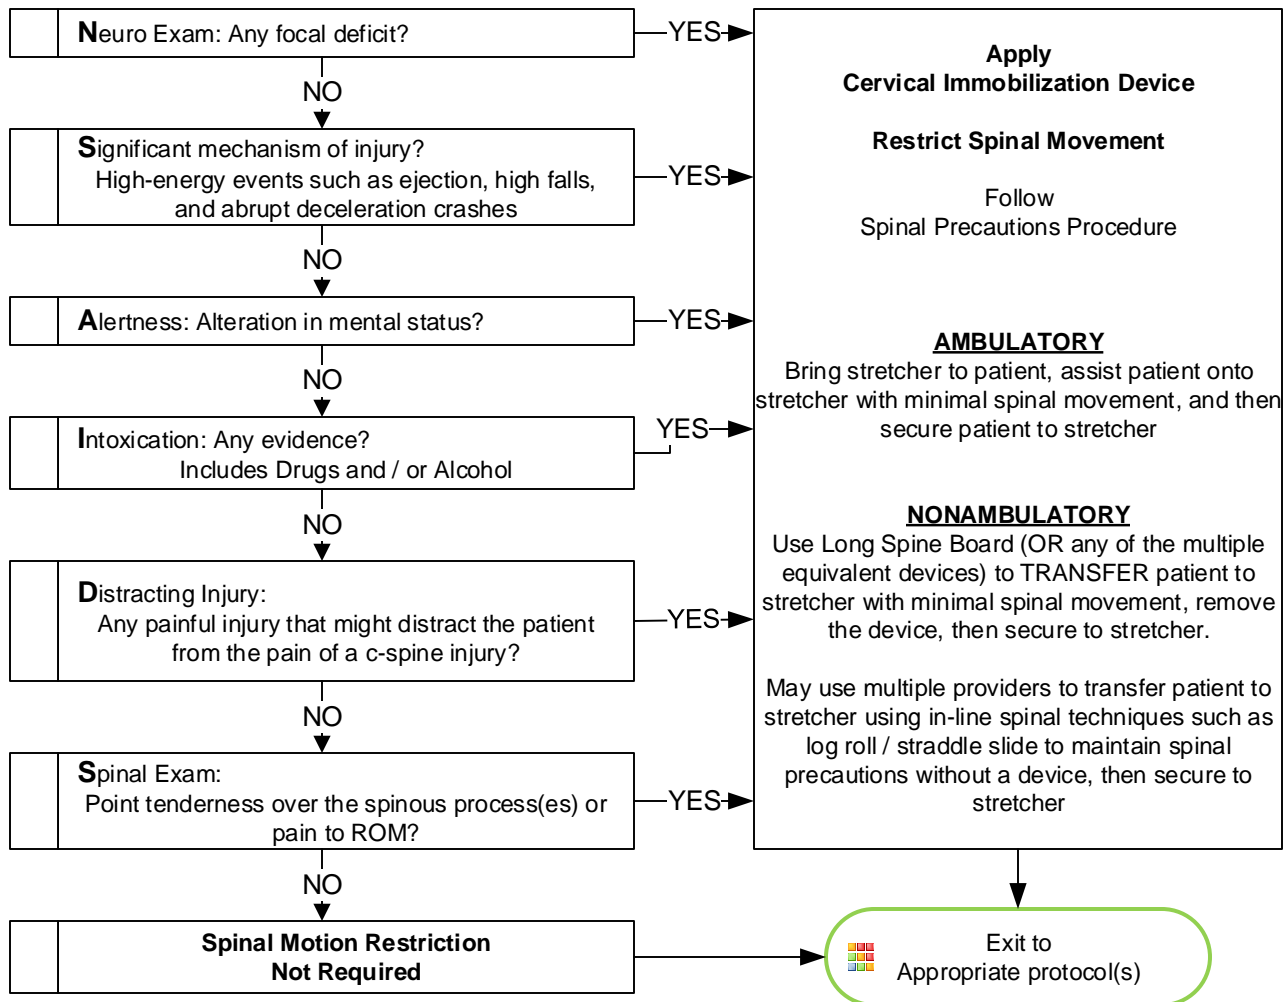 Neuro Exam: Any focal deficit?
YES
NO
Significant mechanism of injury?
High-energy events such as ejection, high falls,
and abrupt deceleration crashes
YES
NO
Alertness: Alteration in mental status?
YES
NO
Intoxication: Any evidence?
Includes Drugs and / or Alcohol
YES
NO
Distracting Injury:
Any painful injury that might distract the patient
from the pain of a c-spine injury?
YES
NO
Spinal Exam:
Point tenderness over the spinous process(es) or
pain to ROM?
YES
NO
Spinal Motion Restriction
Not Required
Apply
Cervical Immobilization Device
Restrict Spinal Movement
Follow
Spinal Precautions Procedure
AMBULATORY
Bring stretcher to patient, assist patient onto
stretcher with minimal spinal movement, and then
secure patient to stretcher
NONAMBULATORY
Use Long Spine Board (OR any of the multiple
equivalent devices) to TRANSFER patient to
stretcher with minimal spinal movement, remove
the device, then secure to stretcher.
May use multiple providers to transfer patient to
stretcher using in-line spinal techniques such as
log roll / straddle slide to maintain spinal
precautions without a device, then secure to
stretcher
Exit to
Appropriate protocol(s)